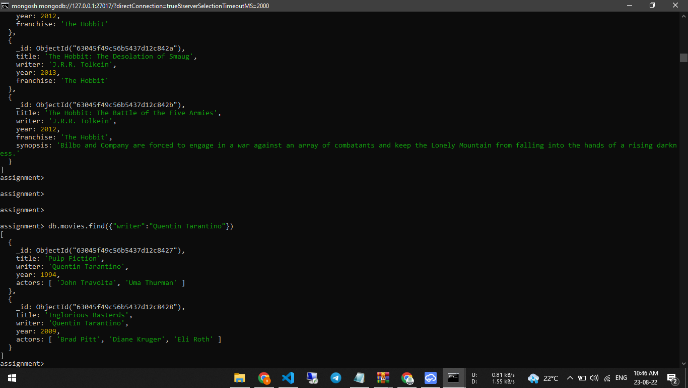 mongosh mongodb://127.0.0.1:27017/?directConnection=true&serverSelectionTimeoutMS=2000
year: 2012,
franchise: 'The Hobbit'
},
{
_id: ObjectId("63045f49c56b5437d12c842a"),
title: 'The Hobbit: The Desolation of Smaug',
writer: 'J.R.R. Tolkein',
year: 2013,
franchise: 'The Hobbit'
},
{
_id: ObjectId("63045f49c56b5437d12c842b"),
title: 'The Hobbit: The Battle of the Five Armies',
writer: 'J.R.R. Tolkein',
year: 2012,
franchise: 'The Hobbit',
synopsis: 'Bilbo and Company are forced to engage in a war against an array of combatants and keep the Lonely Mountain from falling into the hands of a rising darkn
ess.'
}
]
assignment>
assignment>
assignment>
assignment> db.movies.find({"writer":"Quentin Tarantino"})
[
{
_id: ObjectId("63045f49c56b5437d12c8427"),
title: 'Pulp Fiction',
writer: 'Quentin Tarantino',
year: 1994,
actors: [ 'John Travolta', 'Uma Thurman' ]
},
{
_id: ObjectId("63045f49c56b5437d12c8428"),
title: 'Inglorious Basterds',
writer: 'Quentin Tarantino',
year: 2009,
actors: [ 'Brad Pitt', 'Diane Kruger', 'Eli Roth' ]
}
]
assignment>
U: 0.81 kB/s
D: 1.55 kB/s
22°C
ENG
10:46 AM
23-08-22
2